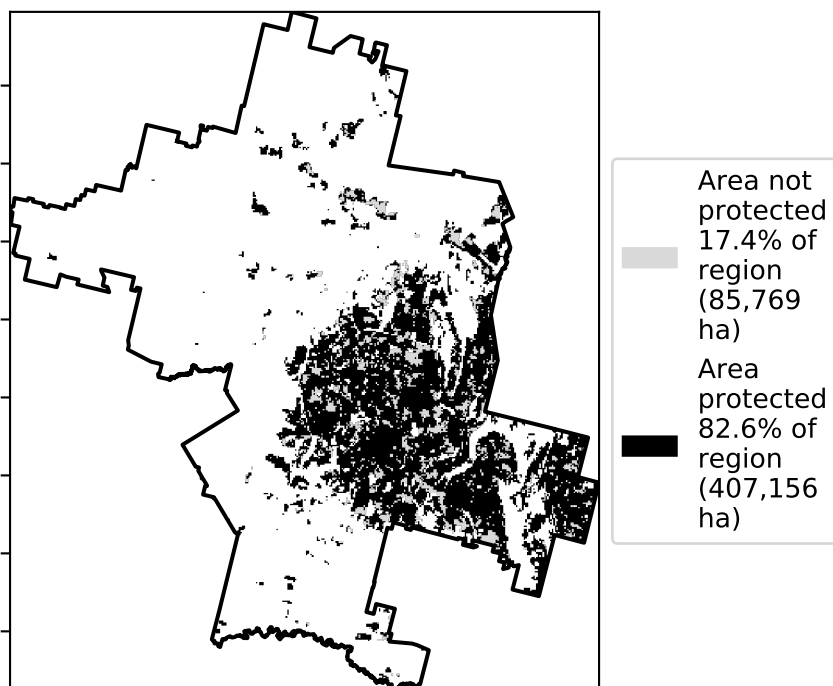 Area not
protected
17.4% of
region
(85,769
ha)
Area
protected
82.6% of
region
(407,156
ha)